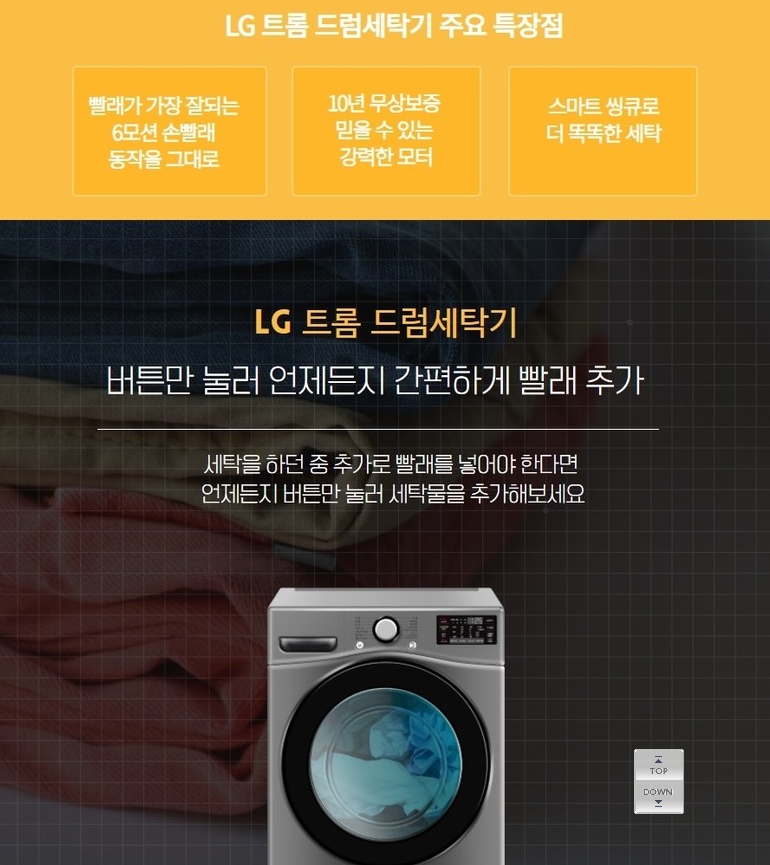 LG 트롬 드럼세탁기 주요 특장점
빨래가 가장 잘되는
6모션 손빨래
동작을 그대로
10년 무상보증
믿을 수 있는
강력한 모터
스마트 씽큐로
더 똑똑한 세탁
LG 트롬 드럼세탁기
버튼만 눌러 언제든지 간편하게 빨래 추가
세탁을 하던 중 추가로 빨래를 넣어야 한다면
언제든지 버튼만 눌러 세탁물을 추가해보세요
TOP
DOWN